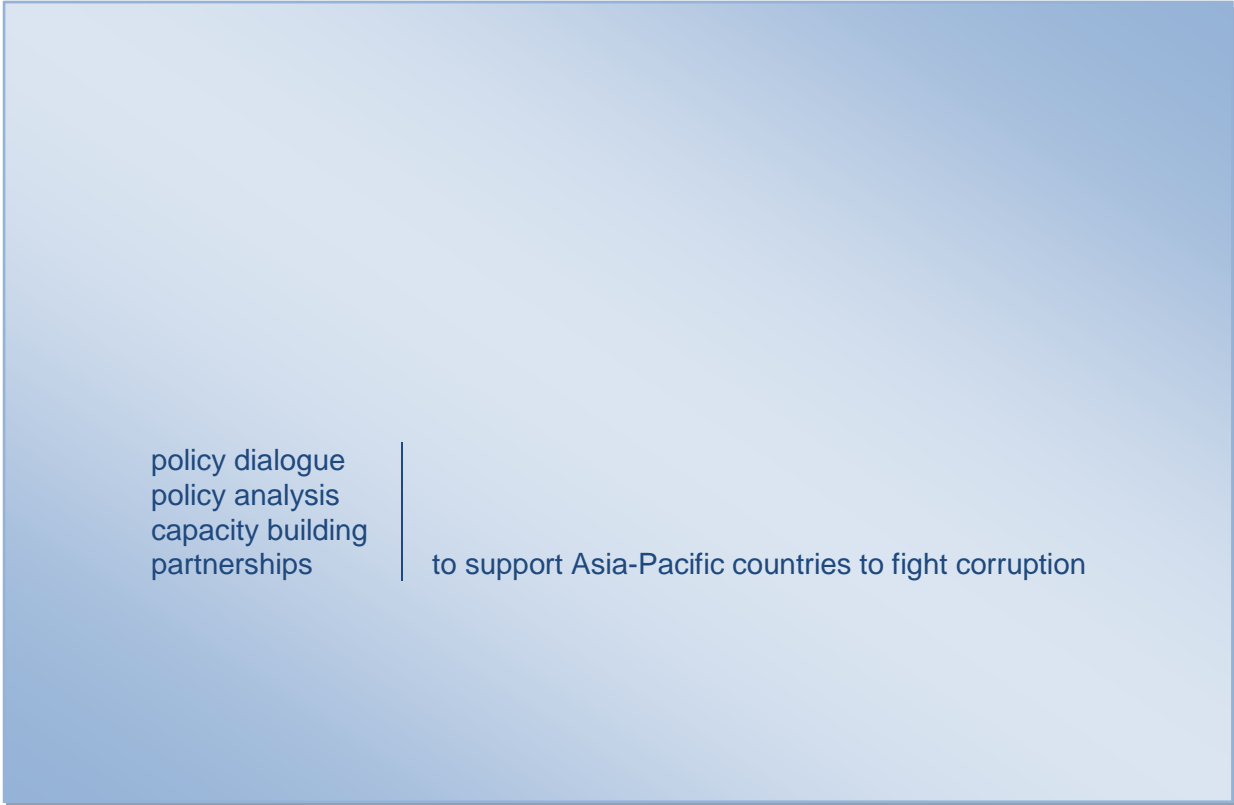 policy dialogue
policy analysis
capacity building
partnerships
to support Asia-Pacific countries to fight corruption